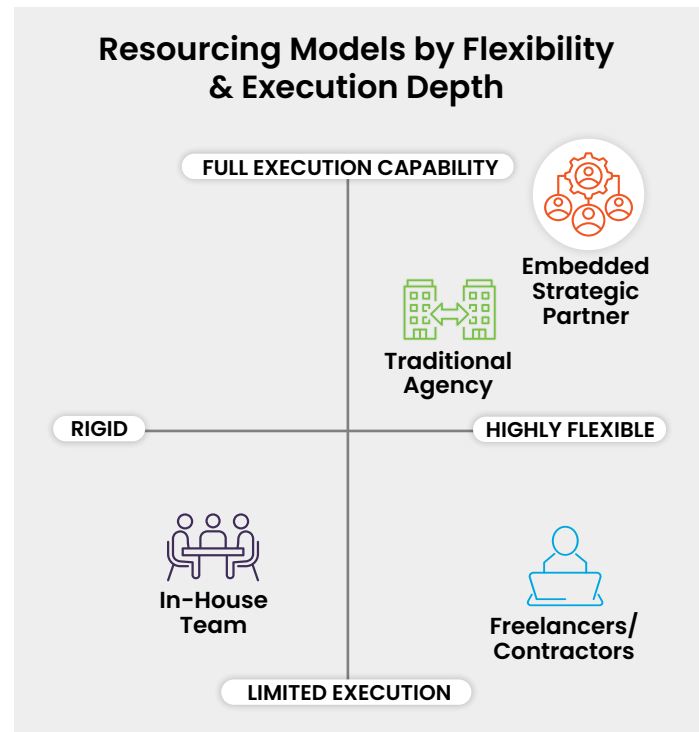 Resourcing Models by Flexibility
& Execution Depth
FULL EXECUTION CAPABILITY
Embedded
Strategic
Partner
Traditional
Agency
RIGID
HIGHLY FLEXIBLE
In-House
Team
Freelancers/
Contractors
LIMITED EXECUTION